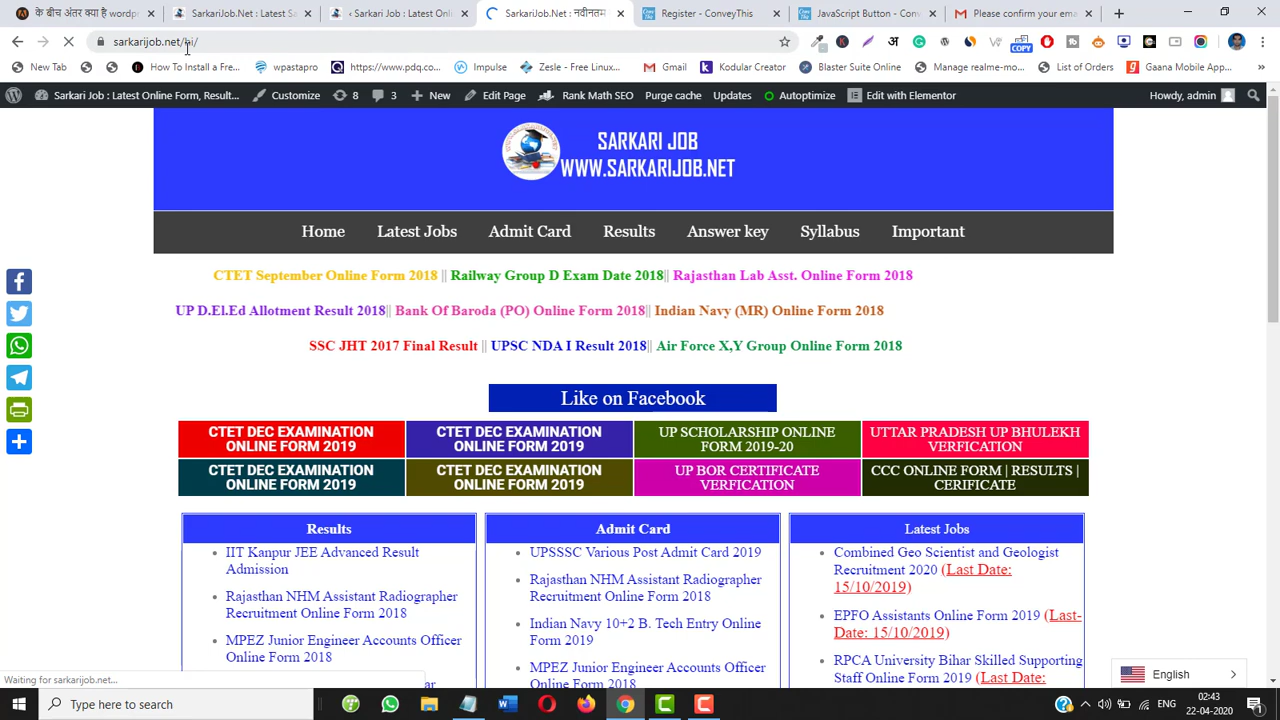 के बीच अंतर क्या है wordpr
SarkariJob.Net : Latest Sarkari Jo
‹ SarkariJob.Net : Latest Onl
SarkariJob.Net : नवीनतम
Register - ConveyThis
JavaScript Button - ConveyThis
Please confirm your email
sarkarijob.net/hi/
New Tab
How To Install a Fre...
wpastapro
https://www.pdq.co...
Impulse
Zesle - Free Linux...
Gmail
Kodular Creator
Blaster Suite Online
Manage realme-mo...
List of Orders
Gaana Mobile App...
Sarkari Job : Latest Online Form, Result...
Customize
8
3
New
Edit Page
Rank Math SEO
Purge cache
Updates
Autoptimize
Edit with Elementor
Howdy, admin
SARKARI JOB
WWW.SARKARIJOB.NET
Home
Latest Jobs
Admit Card
Results
Answer key
Syllabus
Important
CTET September Online Form 2018 || Railway Group D Exam Date 2018|| Rajasthan Lab Asst. Online Form 2018
UP D.El.Ed Allotment Result 2018|| Bank Of Baroda (PO) Online Form 2018|| Indian Navy (MR) Online Form 2018
SSC JHT 2017 Final Result || UPSC NDA I Result 2018|| Air Force X,Y Group Online Form 2018
Like on Facebook
CTET DEC EXAMINATION
ONLINE FORM 2019
CTET DEC EXAMINATION
ONLINE FORM 2019
UP SCHOLARSHIP ONLINE
FORM 2019-20
UTTAR PRADESH UP BHULEKH
VERFICATION
CTET DEC EXAMINATION
ONLINE FORM 2019
CTET DEC EXAMINATION
ONLINE FORM 2019
UP BOR CERTIFICATE
VERFICATION
CCC ONLINE FORM | RESULTS |
CERIFICATE
Results
IIT Kanpur JEE Advanced Result
Admission
Rajasthan NHM Assistant Radiographer
Recruitment Online Form 2018
MPEZ Junior Engineer Accounts Officer
Online Form 2018
ar
Admit Card
UPSSSC Various Post Admit Card 2019
Rajasthan NHM Assistant Radiographer
Recruitment Online Form 2018
Indian Navy 10+2 B. Tech Entry Online
Form 2019
MPEZ Junior Engineer Accounts Officer
Online Form 2018
Latest Jobs
Combined Geo Scientist and Geologist
Recruitment 2020 (Last Date:
15/10/2019)
EPFO Assistants Online Form 2019 (Last-
Date: 15/10/2019)
RPCA University Bihar Skilled Supporting
Staff Online Form 2019 (Last Date:
English
Waiting for sarkarijob.net...
Type here to search
ENG
02:43
22-04-2020